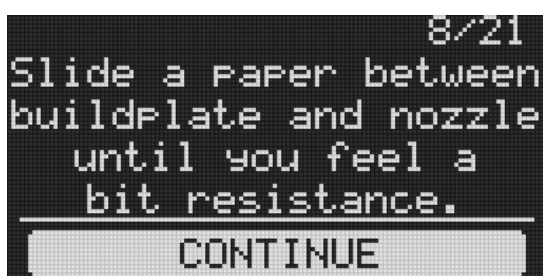 8/21
Slide a paper between
buildplate and nozzle
until you feel a
bit resistance.
CONTINUE